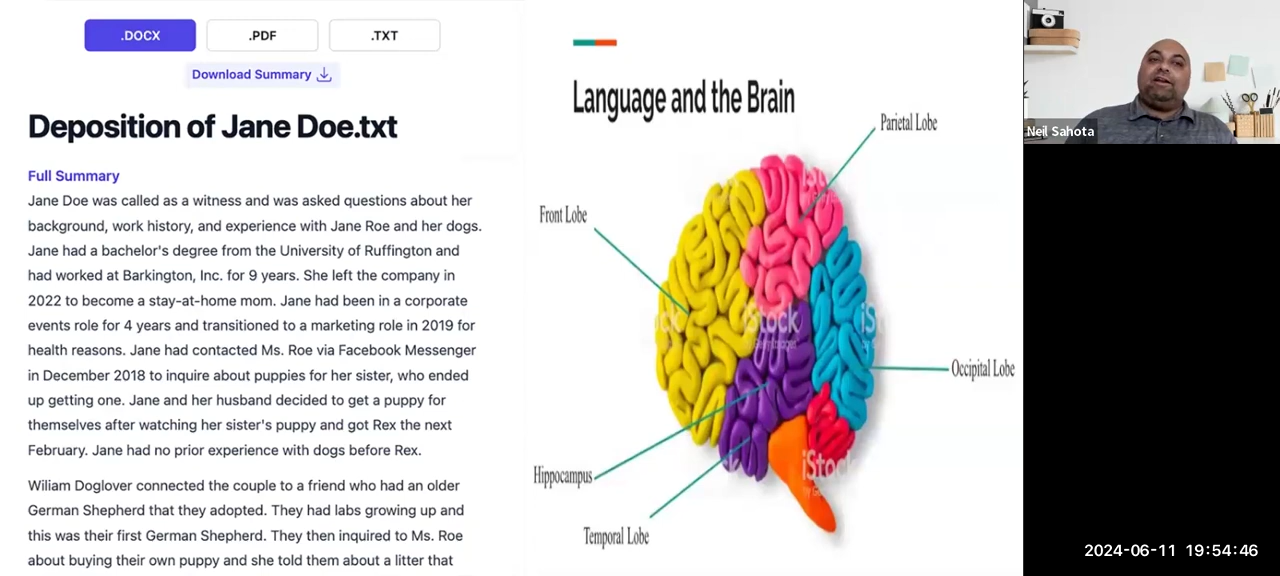 .DOCX
.PDF
.TXT
Download Summary
Deposition of Jane Doe.txt
Full Summary
Jane Doe was called as a witness and was asked questions about her
background, work history, and experience with Jane Roe and her dogs.
Jane had a bachelor's degree from the University of Ruffington and
had worked at Barkington, Inc. for 9 years. She left the company in
2022 to become a stay-at-home mom. Jane had been in a corporate
events role for 4 years and transitioned to a marketing role in 2019 for
health reasons. Jane had contacted Ms. Roe via Facebook Messenger
in December 2018 to inquire about puppies for her sister, who ended
up getting one. Jane and her husband decided to get a puppy for
themselves after watching her sister's puppy and got Rex the next
February. Jane had no prior experience with dogs before Rex.
Wiliam Doglover connected the couple to a friend who had an older
German Shepherd that they adopted. They had labs growing up and
this was their first German Shepherd. They then inquired to Ms. Roe
about buying their own puppy and she told them about a litter that
Language and the Brain
Parietal Lobe
Front Lobe
iStock
Occipital Lobe
Hippocampus
iStock
Temporal Lobe
Neil Sahota
2024-06-11 19:54:46